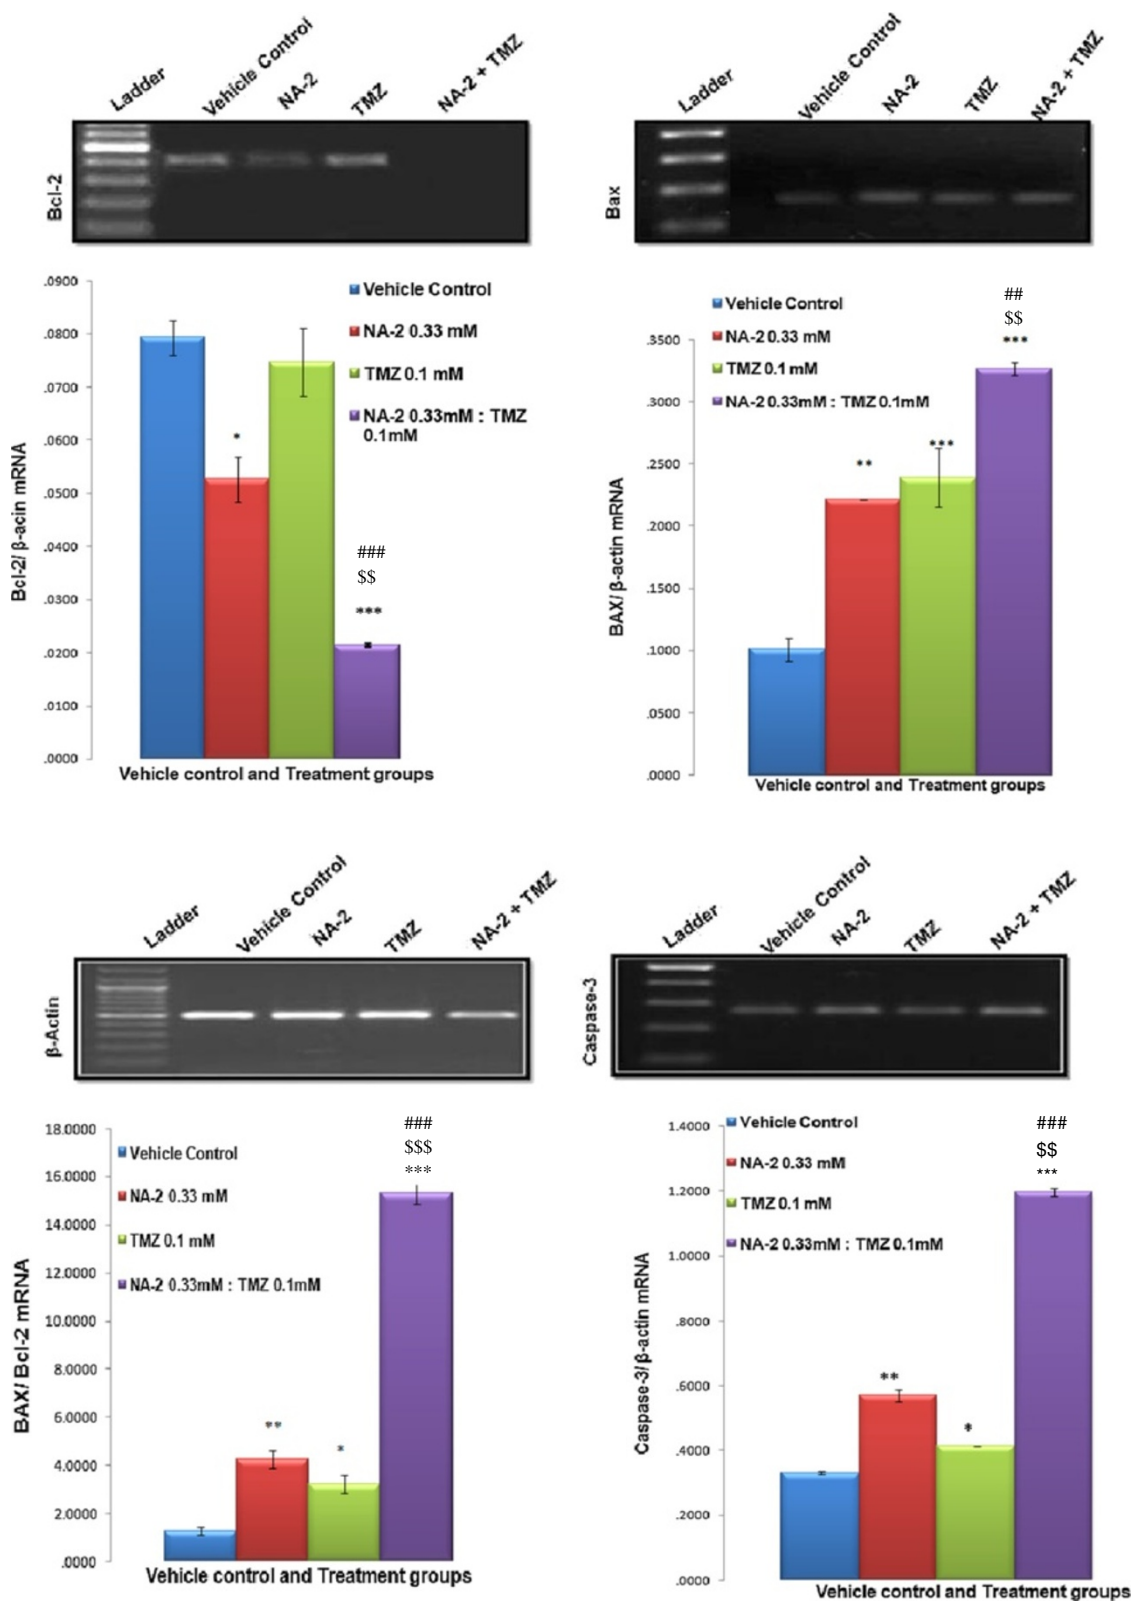 Ladder
Vehicle Control
NA-2
TMZ
NA-2 + TMZ
Bcl-2
Ladder
Vehicle Control
NA-2
TMZ
NA-2 + TMZ
Bax
.0900
.0800
.0700
.0600
.0500
.0400
.0300
.0200
.0100
.0000
Bcl-2/ β-acin mRNA
Vehicle Control
NA-2 0.33 mM
TMZ 0.1 mM
NA-2 0.33mM : TMZ
0.1mM
*
###
$$
***
Vehicle control and Treatment groups
.3500
.3000
.2500
.2000
.1500
.1000
.0500
.0000
BAX/ β-actin mRNA
Vehicle Control
NA-2 0.33 mM
TMZ 0.1 mM
NA-2 0.33mM : TMZ 0.1mM
**
***
##
$$
***
Vehicle control and Treatment groups
Ladder
Vehicle Control
NA-2
TMZ
NA-2 + TMZ
β-Actin
Ladder
Vehicle Control
NA-2
TMZ
NA-2 + TMZ
Caspase-3
18.0000
16.0000
14.0000
12.0000
10.0000
8.0000
6.0000
4.0000
2.0000
.0000
BAX/ Bcl-2 mRNA
Vehicle Control
NA-2 0.33 mM
TMZ 0.1 mM
NA-2 0.33mM : TMZ 0.1mM
**
*
###
$$$
***
Vehicle control and Treatment groups
1.4000
1.2000
1.0000
.8000
.6000
.4000
.2000
.0000
Caspase-3/ β-actin mRNA
Vehicle Control
NA-2 0.33 mM
TMZ 0.1 mM
NA-2 0.33mM : TMZ 0.1mM
**
*
###
$$
***
Vehicle control and Treatment groups